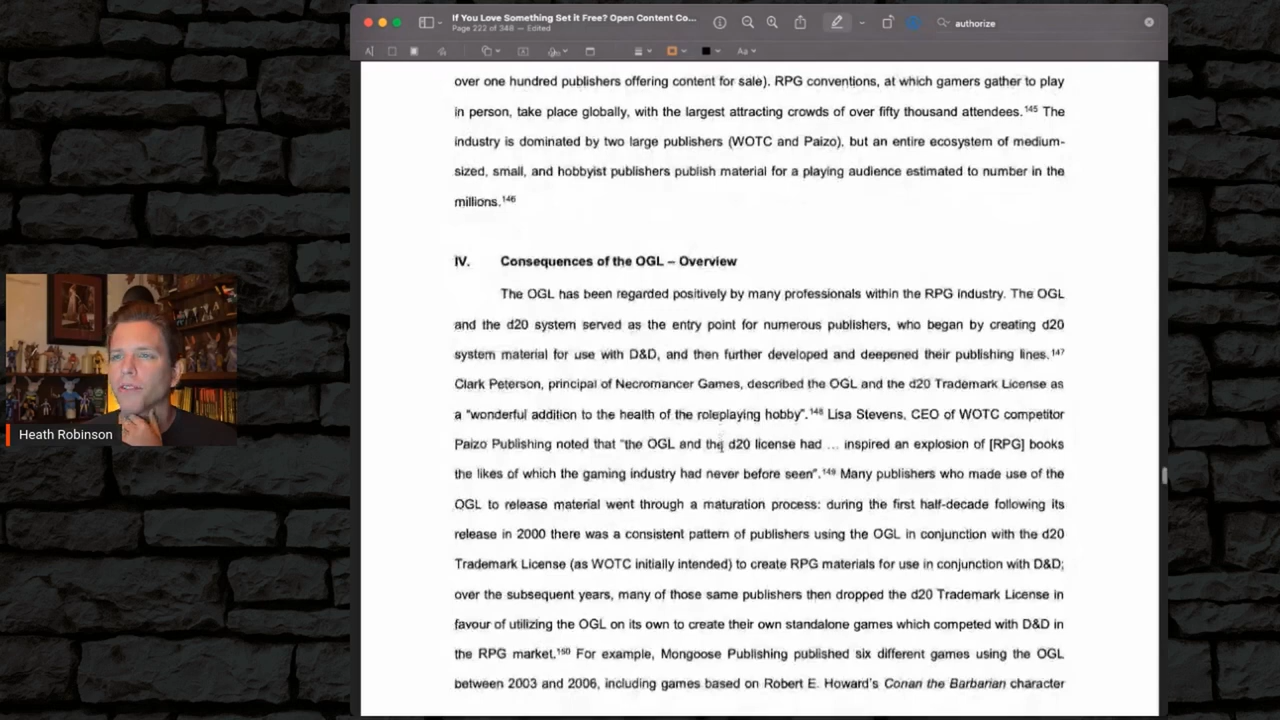 If You Love Something Set it Free? Open Content Co...
Page 222 of 348 — Edited
authorize
over one hundred publishers offering content for sale). RPG conventions, at which gamers gather to play
in person, take place globally, with the largest attracting crowds of over fifty thousand attendees.145 The
industry is dominated by two large publishers (WOTC and Paizo), but an entire ecosystem of medium-
sized, small, and hobbyist publishers publish material for a playing audience estimated to number in the
millions.146
IV. Consequences of the OGL – Overview
The OGL has been regarded positively by many professionals within the RPG industry. The OGL
and the d20 system served as the entry point for numerous publishers, who began by creating d20
system material for use with D&D, and then further developed and deepened their publishing lines.147
Clark Peterson, principal of Necromancer Games, described the OGL and the d20 Trademark License as
a "wonderful addition to the health of the roleplaying hobby".148 Lisa Stevens, CEO of WOTC competitor
Paizo Publishing noted that "the OGL and the d20 license had ... inspired an explosion of [RPG] books
the likes of which the gaming industry had never before seen".149 Many publishers who made use of the
OGL to release material went through a maturation process: during the first half-decade following its
release in 2000 there was a consistent pattern of publishers using the OGL in conjunction with the d20
Trademark License (as WOTC initially intended) to create RPG materials for use in conjunction with D&D;
over the subsequent years, many of those same publishers then dropped the d20 Trademark License in
favour of utilizing the OGL on its own to create their own standalone games which competed with D&D in
the RPG market.150 For example, Mongoose Publishing published six different games using the OGL
between 2003 and 2006, including games based on Robert E. Howard's Conan the Barbarian character
Heath Robinson